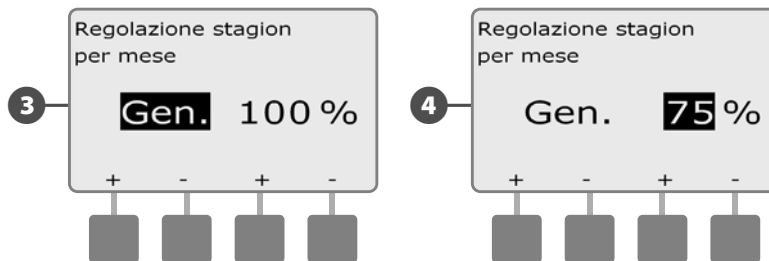 Regolazione stagion
per mese
3
Gen. 100 %
+ - + -
Regolazione stagion
per mese
4
Gen. 75 %
+ - + -